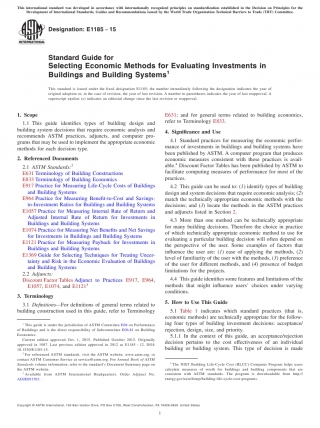 This international standard was developed in accordance with internationally recognized principles on standardization established in the Decision on Principles for the
Development of International Standards, Guides and Recommendations issued by the World Trade Organization Technical Barriers to Trade (TBT) Committee.
Designation: E1185 − 15
Standard Guide for
Selecting Economic Methods for Evaluating Investments in
Buildings and Building Systems1
This standard is issued under the fixed designation E1185; the number immediately following the designation indicates the year of
original adoption or, in the case of revision, the year of last revision. A number in parentheses indicates the year of last reapproval. A
superscript epsilon (ε) indicates an editorial change since the last revision or reapproval.
1. Scope
1.1 This guide identifies types of building design and
building system decisions that require economic analysis and
recommends ASTM practices, adjuncts, and computer pro-
grams that may be used to implement the appropriate economic
methods for each decision type.
2. Referenced Documents
2.1 ASTM Standards:2
E631 Terminology of Building Constructions
E833 Terminology of Building Economics
E917 Practice for Measuring Life-Cycle Costs of Buildings
and Building Systems
E964 Practice for Measuring Benefit-to-Cost and Savings-
to-Investment Ratios for Buildings and Building Systems
E1057 Practice for Measuring Internal Rate of Return and
Adjusted Internal Rate of Return for Investments in
Buildings and Building Systems
E1074 Practice for Measuring Net Benefits and Net Savings
for Investments in Buildings and Building Systems
E1121 Practice for Measuring Payback for Investments in
Buildings and Building Systems
E1369 Guide for Selecting Techniques for Treating Uncer-
tainty and Risk in the Economic Evaluation of Buildings
and Building Systems
2.2 Adjuncts:
Discount Factor Tables Adjunct to Practices E917, E964,
E1057, E1074, and E11213
3. Terminology
3.1 Definitions—For definitions of general terms related to
building construction used in this guide, refer to Terminology
1 This guide is under the jurisdiction of ASTM Committee E06 on Performance
of Buildings and is the direct responsibility of Subcommittee E06.81 on Building
Economics.
Current edition approved Oct. 1, 2015. Published October 2015. Originally
approved in 1987. Last previous edition approved in 2012 as E1185 – 12. DOI:
10.1520/E1185-15.
2 For referenced ASTM standards, visit the ASTM website, www.astm.org, or
contact ASTM Customer Service at service@astm.org. For Annual Book of ASTM
Standards volume information, refer to the standard's Document Summary page on
the ASTM website.
3 Available from ASTM International Headquarters. Order Adjunct No.
E631; and for general terms related to building economics,
refer to Terminology E833.
4. Significance and Use
4.1 Standard practices for measuring the economic perfor-
mance of investments in buildings and building systems have
been published by ASTM. A computer program that produces
economic measures consistent with these practices is avail-
able.4 Discount Factor Tables has been published by ASTM to
facilitate computing measures of performance for most of the
practices.
4.2 This guide can be used to: (1) identify types of building
design and system decisions that require economic analysis; (2)
match the technically appropriate economic methods with the
decisions; and (3) locate the methods in the ASTM practices
and adjuncts listed in Section 2.
4.3 More than one method can be technically appropriate
for many building decisions. Therefore the choice in practice
of which technically appropriate economic method to use for
evaluating a particular building decision will often depend on
the perspective of the user. Some examples of factors that
influence the user are: (1) ease of applying the methods, (2)
level of familiarity of the user with the methods, (3) preference
of the user for different methods, and (4) presence of budget
limitations for the projects.
4.4 This guide identifies some features and limitations of the
methods that might influence users' choices under varying
conditions.
5. How to Use This Guide
5.1 Table 1 indicates which standard practices (that is,
economic methods) are technically appropriate for the follow-
ing four types of building investment decisions: acceptance/
rejection, design, size, and priority.
5.1.1 In the context of this guide, an acceptance/rejection
decision pertains to the cost effectiveness of an individual
building or building system. This type of decision is made
4 The NIST Building Life-Cycle Cost (BLCC) Computer Program helps users
calculate measures of worth for buildings and building components that are
consistent with ASTM standards. The program is downloadable from http://
energy.gov/eere/femp/building-life-cycle-cost-programs.
Copyright © ASTM International, 100 Barr Harbor Drive, PO Box C700, West Conshohocken, PA 19428-2959. United States
1